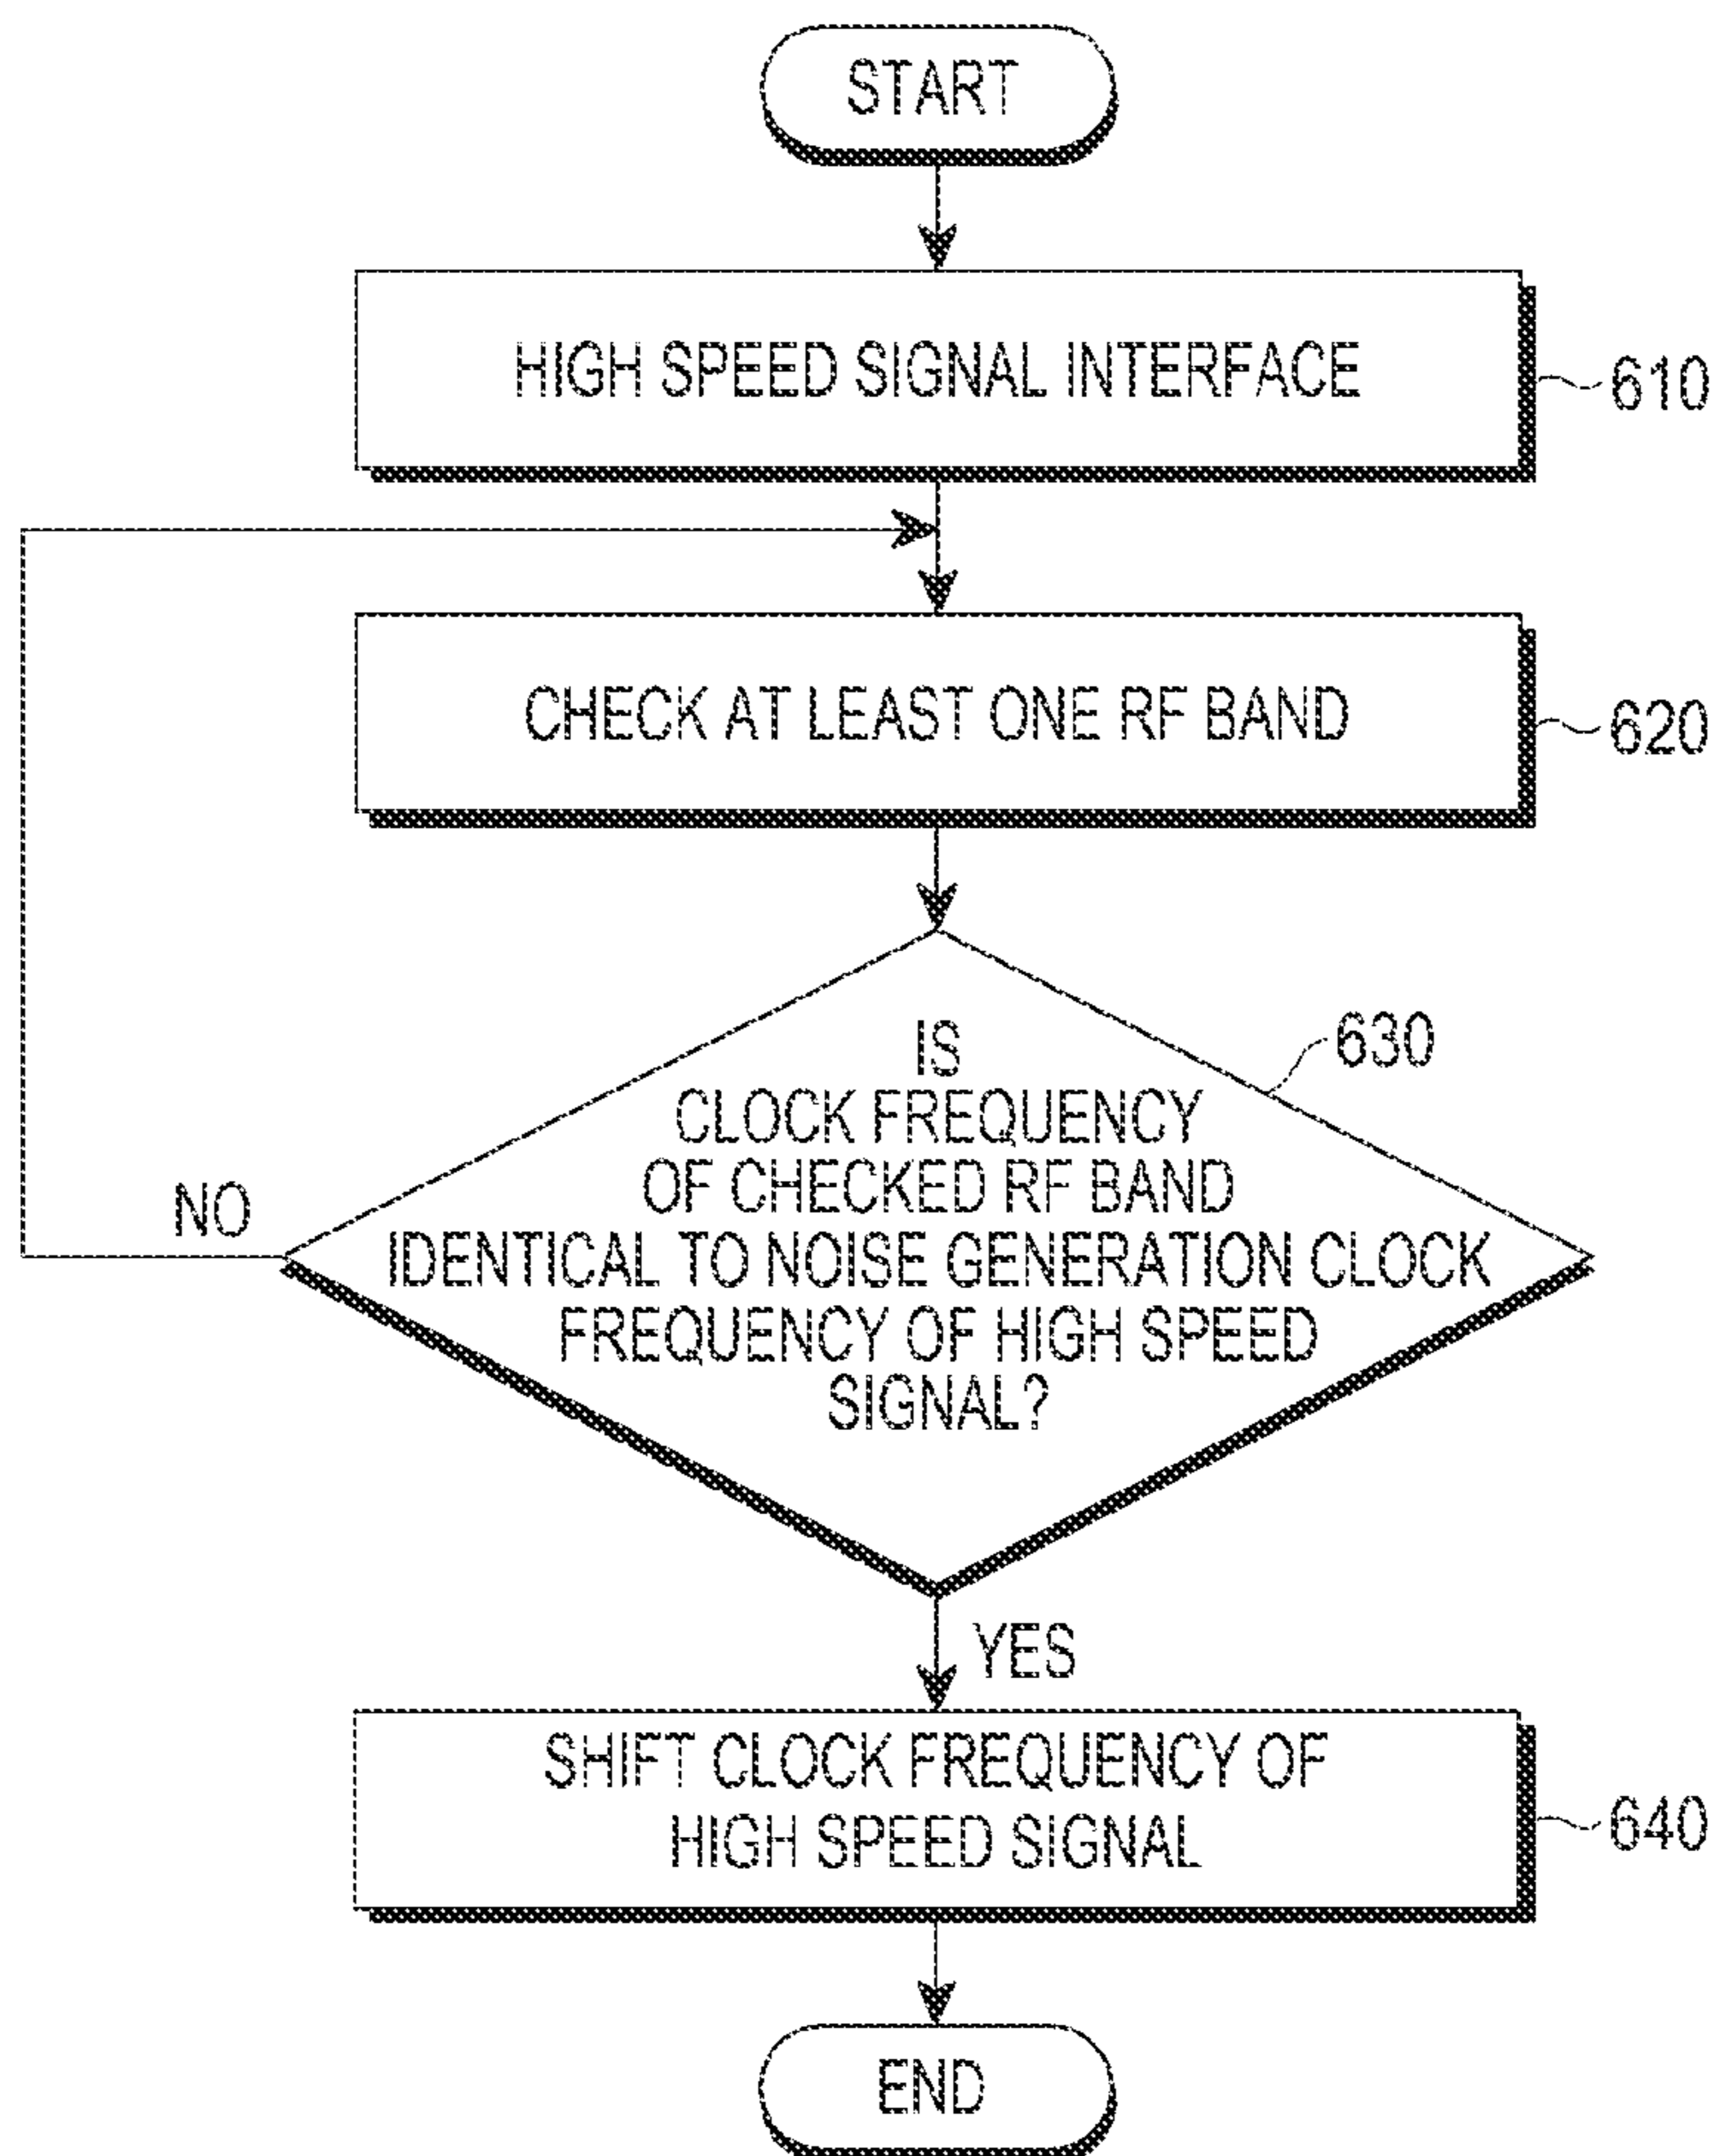 START
HIGH SPEED SIGNAL INTERFACE
610
CHECK AT LEAST ONE RF BAND
620
IS
CLOCK FREQUENCY
OF CHECKED RF BAND
IDENTICAL TO NOISE GENERATION CLOCK
FREQUENCY OF HIGH SPEED
SIGNAL?
630
NO
YES
SHIFT CLOCK FREQUENCY OF
HIGH SPEED SIGNAL
640
END